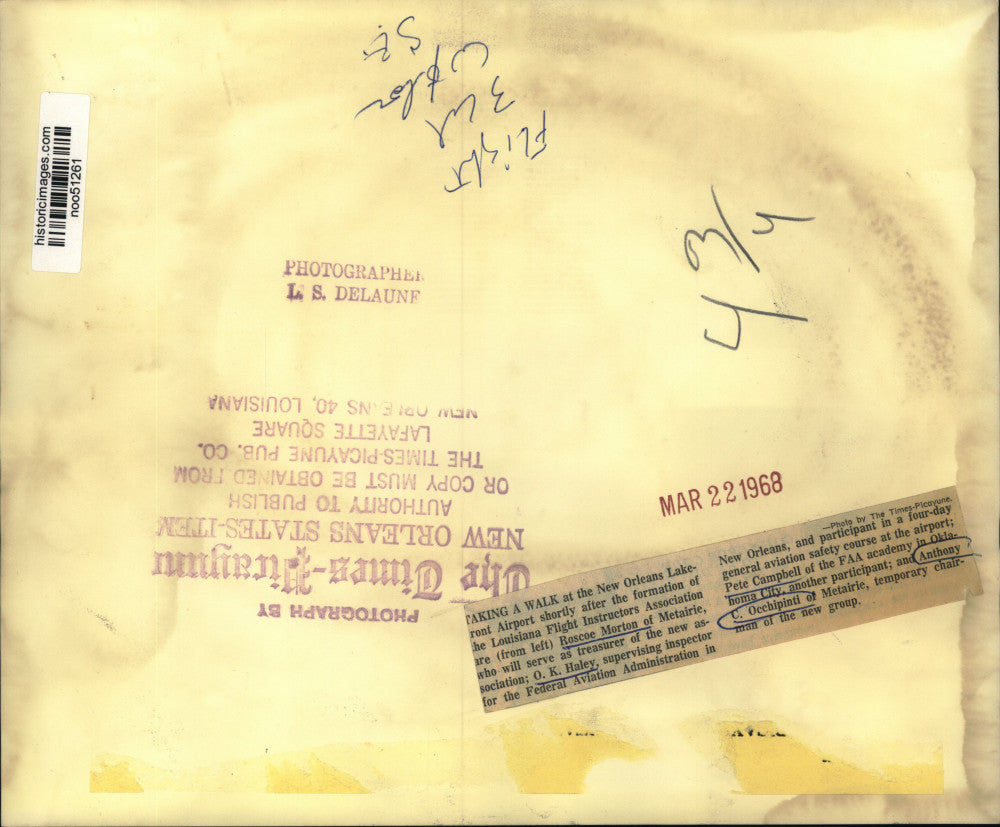 historicimages.com
noo51261
Flight
PHOTOGRAPHER
L. S. DELAUNE
4 3/4
MAR 22 1968
PHOTOGRAPH BY
The Times-Picayune
NEW ORLEANS STATES-ITEM
AUTHORITY TO PUBLISH
OR COPY MUST BE OBTAINED FROM
THE TIMES-PICAYUNE PUB. CO.
LAFAYETTE SQUARE
NEW ORLEANS 40, LOUISIANA
TAKING A WALK at the New Orleans Lake-
front Airport shortly after the formation of
the Louisiana Flight Instructors Association
are (from left) Roscoe Morton of Metairie,
who will serve as treasurer of the new as-
sociation; O. K. Haley, supervising inspector
for the Federal Aviation Administration in
—Photo by The Times-Picayune.
New Orleans, and participant in a four-day
general aviation safety course at the airport;
Pete Campbell of the FAA academy in Okla-
homa City, another participant; and Anthony
C. Occhipinti of Metairie, temporary chair-
man of the new group.